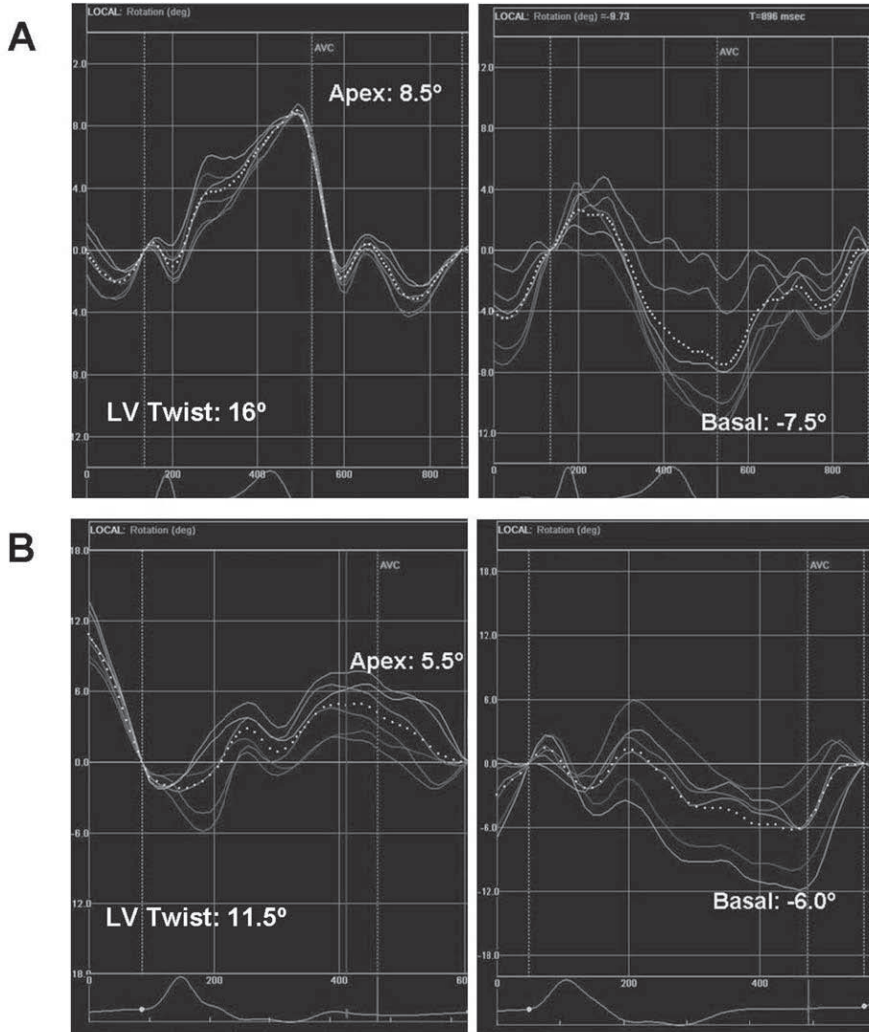 A
LOCAL: Rotation (deg)
AVC
Apex: 8.5º
2.0
8.0
4.0
0.0
4.0
8.0
12.0
LV Twist: 16º
0 200 400 600 800
LOCAL: Rotation (deg) =-9.73 T=896 msec
AVC
12.0
8.0
4.0
0.0
-4.0
-8.0
-12.0
Basal: -7.5º
0 200 400 600 800
B
LOCAL: Rotation (deg)
18.0
AVC
12.0
Apex: 5.5º
6.0
0.0
-6.0
12.0
LV Twist: 11.5º
18.0
0 200 400 60
LOCAL: Rotation (deg)
AVC
18.0
12.0
6.0
0.0
-6.0
-12.0
Basal: -6.0º
-18.0
0 200 400